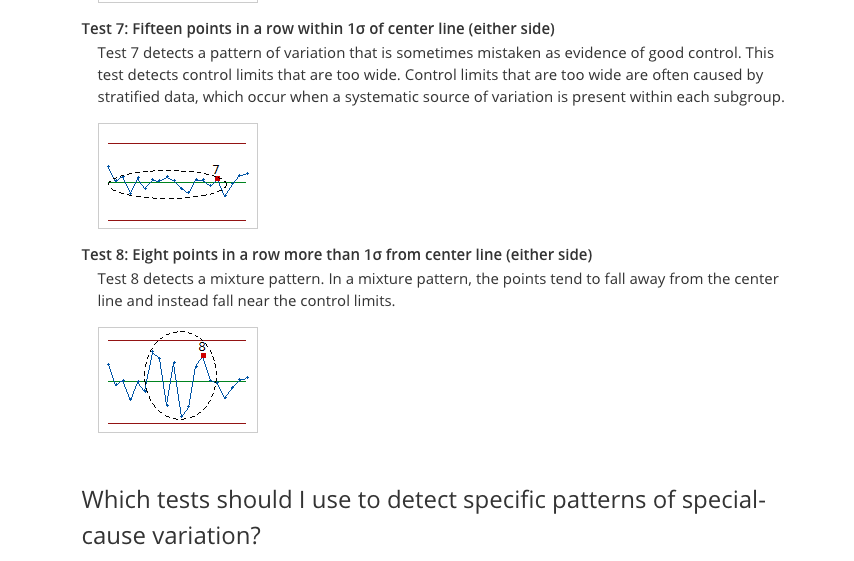 Test 7: Fifteen points in a row within 1σ of center line (either side)
Test 7 detects a pattern of variation that is sometimes mistaken as evidence of good control. This
test detects control limits that are too wide. Control limits that are too wide are often caused by
stratified data, which occur when a systematic source of variation is present within each subgroup.
7
Test 8: Eight points in a row more than 1σ from center line (either side)
Test 8 detects a mixture pattern. In a mixture pattern, the points tend to fall away from the center
line and instead fall near the control limits.
8
Which tests should I use to detect specific patterns of special-
cause variation?